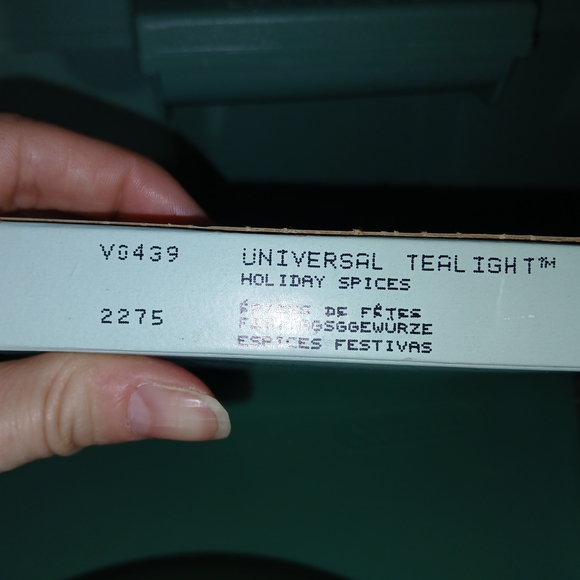 V0439 UNIVERSAL TEALIGHT™
HOLIDAY SPICES
2275
DE FÊTES
ESPICES FESTIVAS